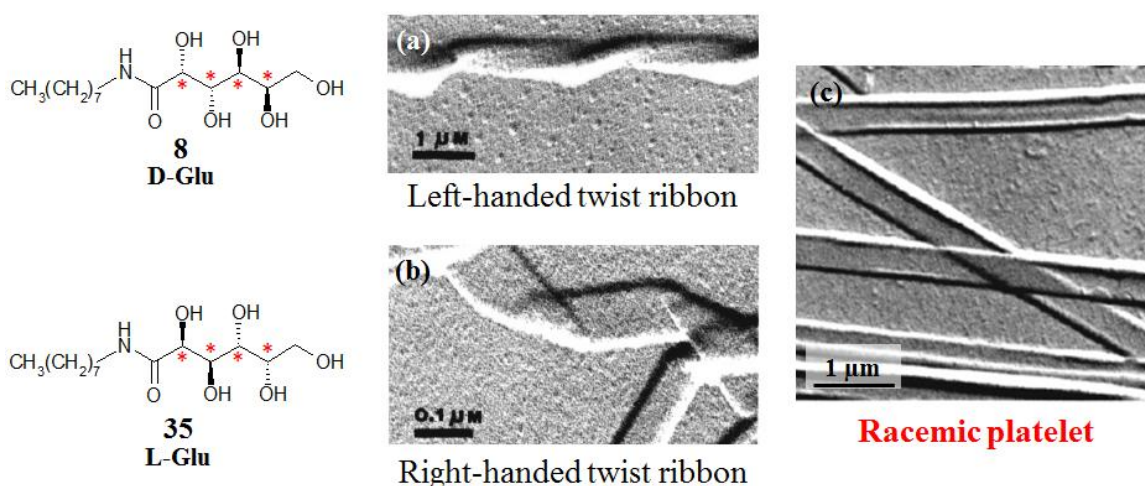 OH OH
H
N
CH3(CH2)7 * * * * OH
O OH OH
8
D-Glu
(a)
1 µM
Left-handed twist ribbon
OH OH
H
N
CH3(CH2)7 * * * * OH
O OH OH
35
L-Glu
(b)
0.1 µM
Right-handed twist ribbon
(c)
1 µm
Racemic platelet